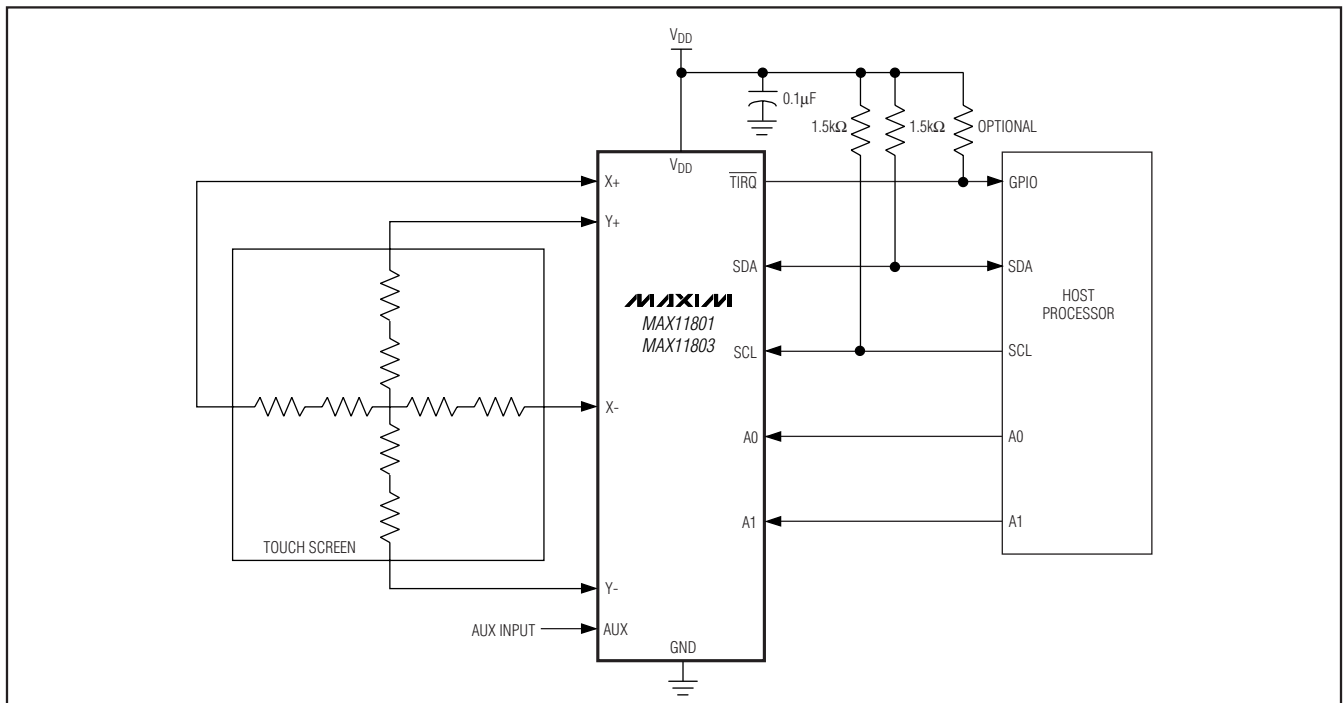 VDD
0.1μF
1.5kΩ
1.5kΩ
OPTIONAL
VDD
X+
TIRQ
GPIO
Y+
SDA
SDA
MAXIM
MAX11801
MAX11803
HOST
PROCESSOR
SCL
SCL
X-
A0
A0
A1
A1
TOUCH SCREEN
Y-
AUX INPUT
AUX
GND